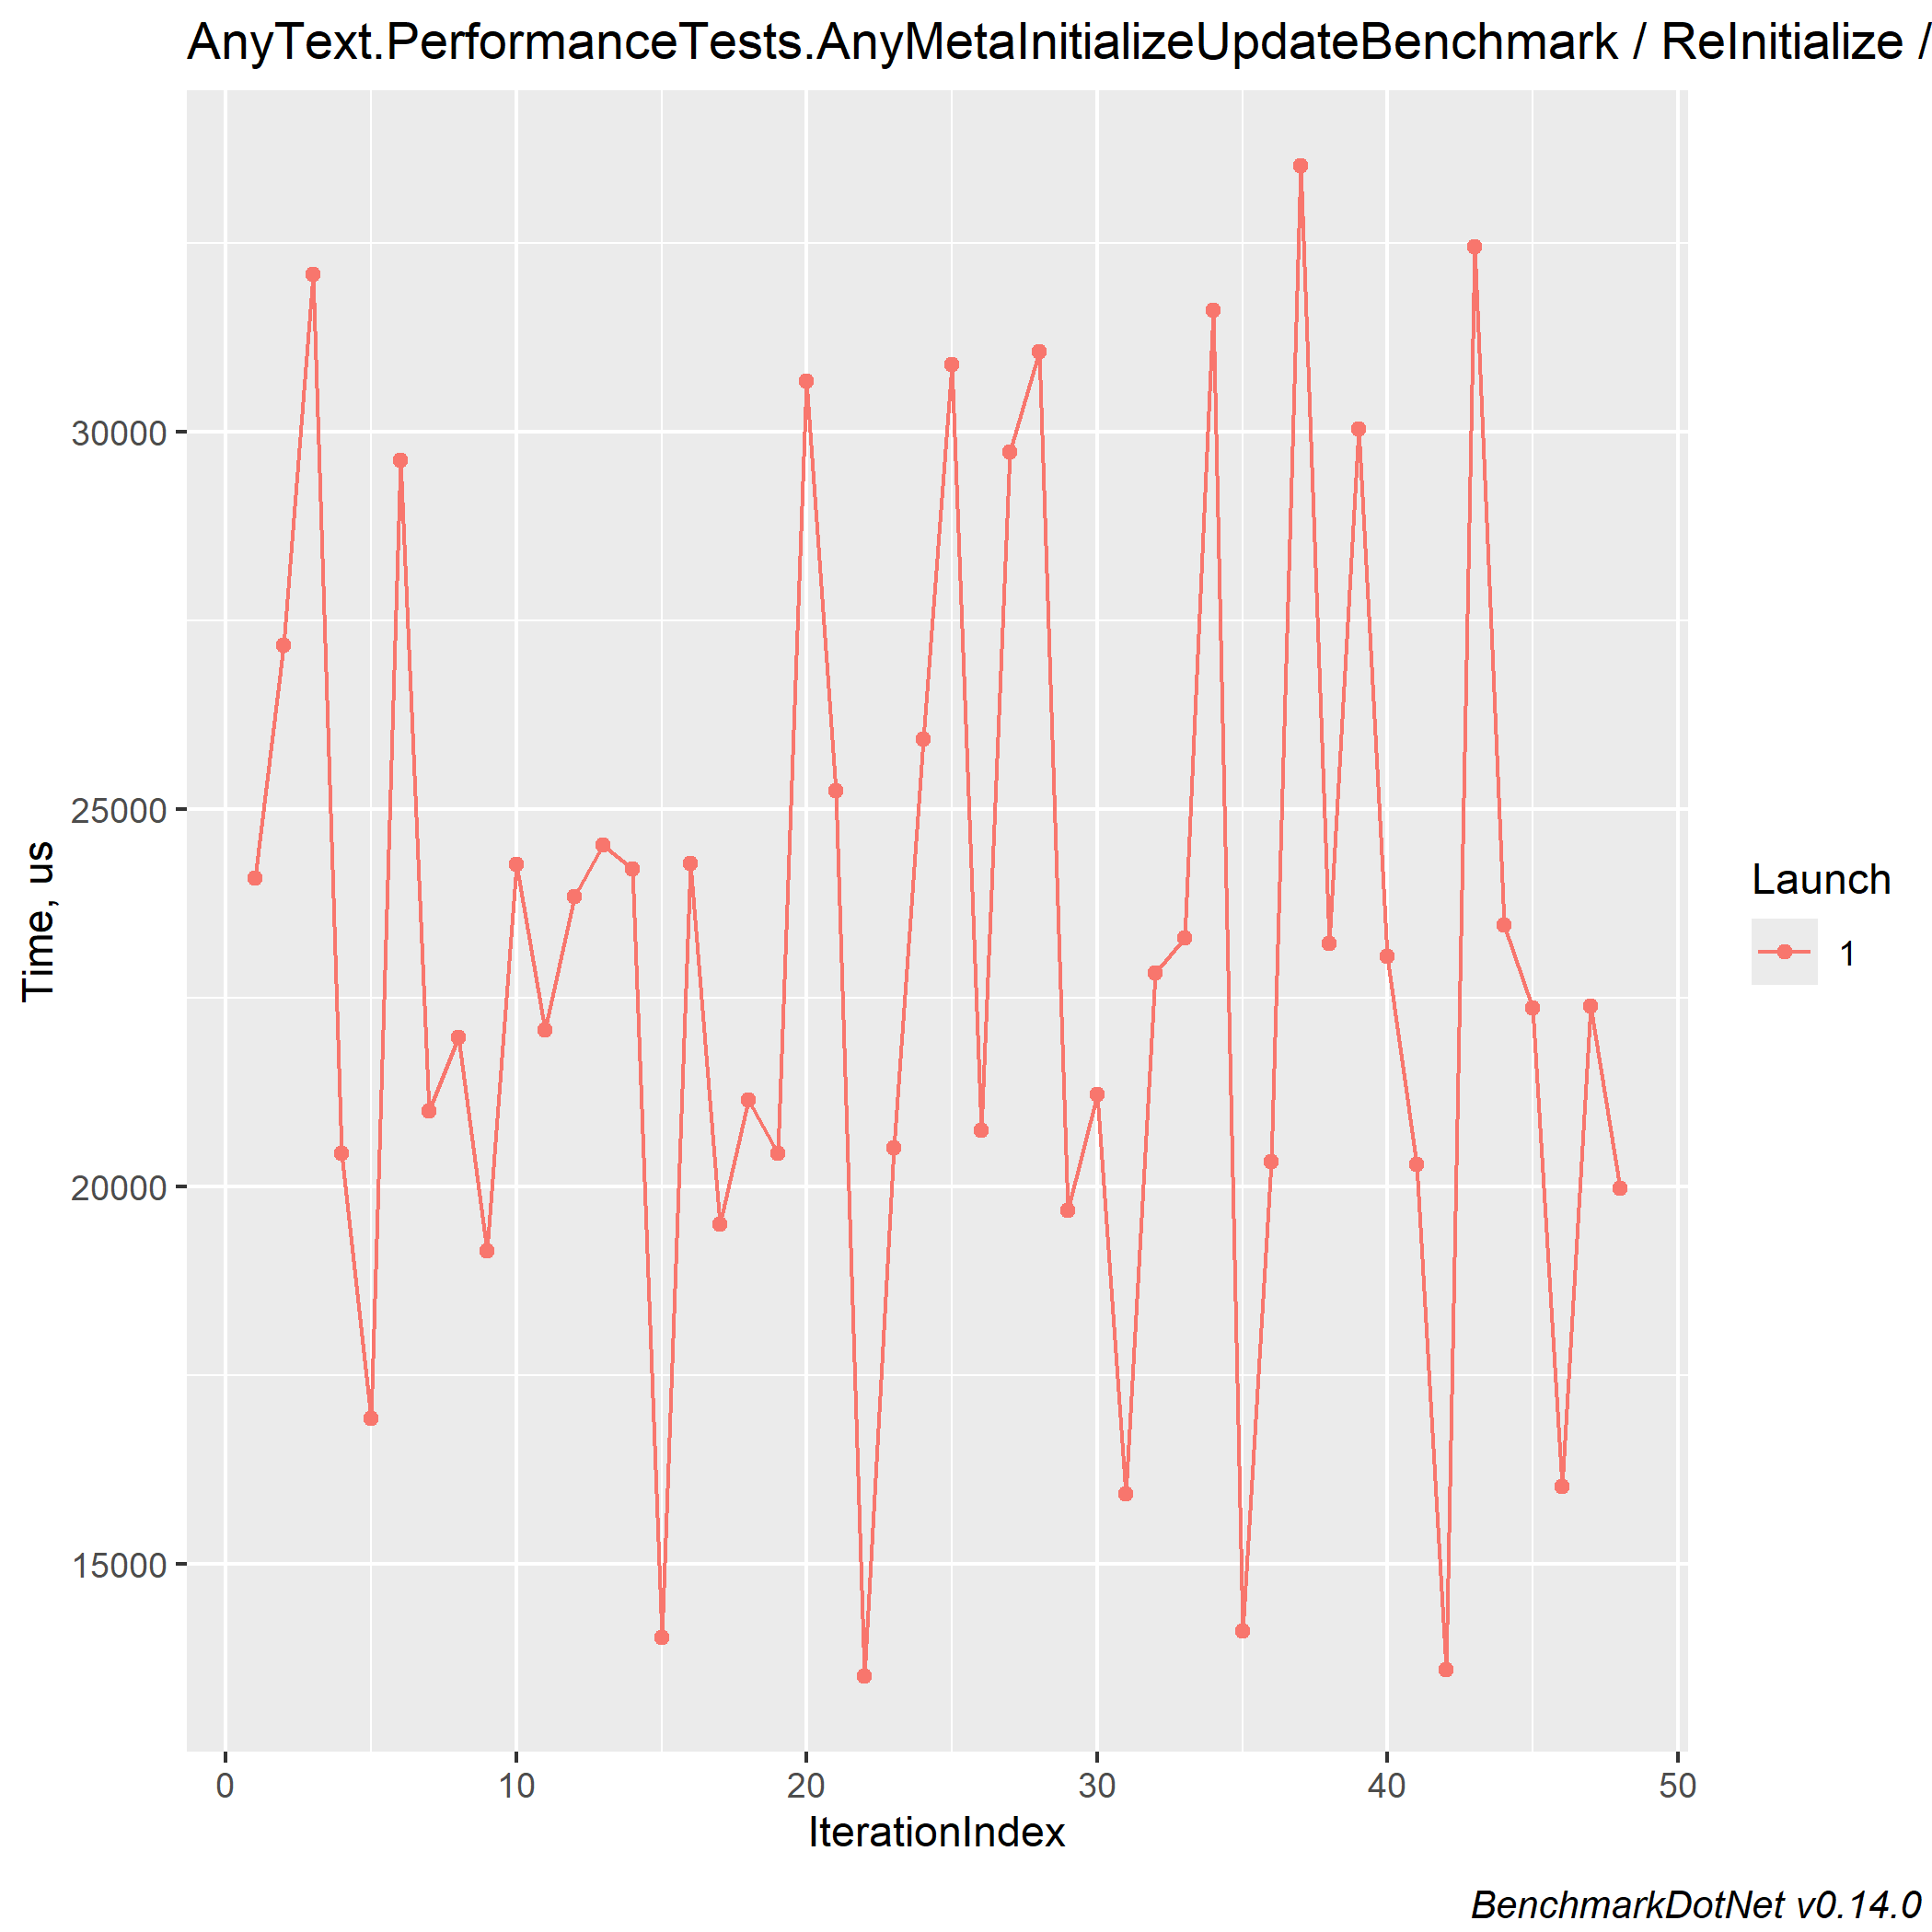 AnyText.PerformanceTests.AnyMetaInitializeUpdateBenchmark / ReInitialize /
30000
25000
20000
15000
Time, us
0 10 20 30 40 50
IterationIndex
Launch
1
BenchmarkDotNet v0.14.0